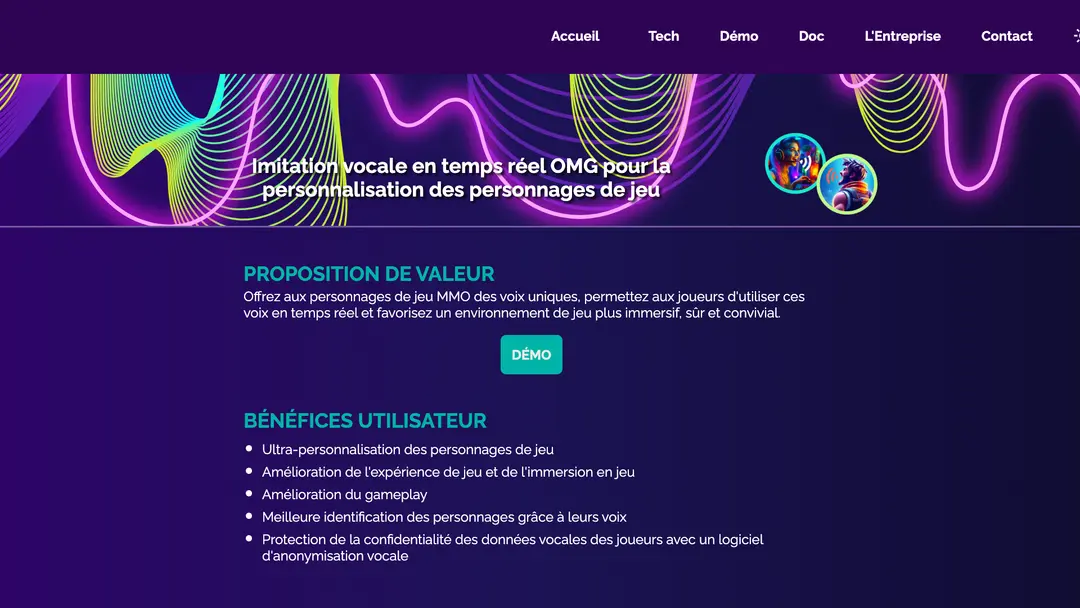 Accueil Tech Démo Doc L'Entreprise Contact
Imitation vocale en temps réel OMG pour la
personnalisation des personnages de jeu
PROPOSITION DE VALEUR
Offrez aux personnages de jeu MMO des voix uniques, permettez aux joueurs d'utiliser ces
voix en temps réel et favorisez un environnement de jeu plus immersif, sûr et convivial.
DÉMO
BÉNÉFICES UTILISATEUR
Ultra-personnalisation des personnages de jeu
Amélioration de l'expérience de jeu et de l'immersion en jeu
Amélioration du gameplay
Meilleure identification des personnages grâce à leurs voix
Protection de la confidentialité des données vocales des joueurs avec un logiciel
d'anonymisation vocale